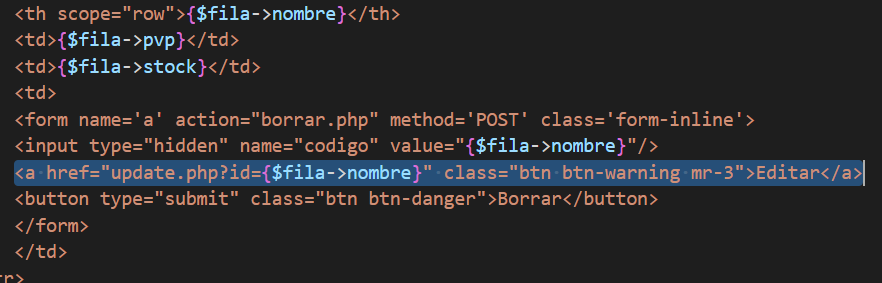 <th scope="row">{$fila->nombre}</th>
<td>{$fila->pvp}</td>
<td>{$fila->stock}</td>
<td>
<form name='a' action="borrar.php" method='POST' class='form-inline'>
<input type="hidden" name="codigo" value="{$fila->nombre}"/>
<a href="update.php?id={$fila->nombre}" class="btn btn-warning mr-3">Editar</a>
<button type="submit" class="btn btn-danger">Borrar</button>
</form>
</td>
tr>